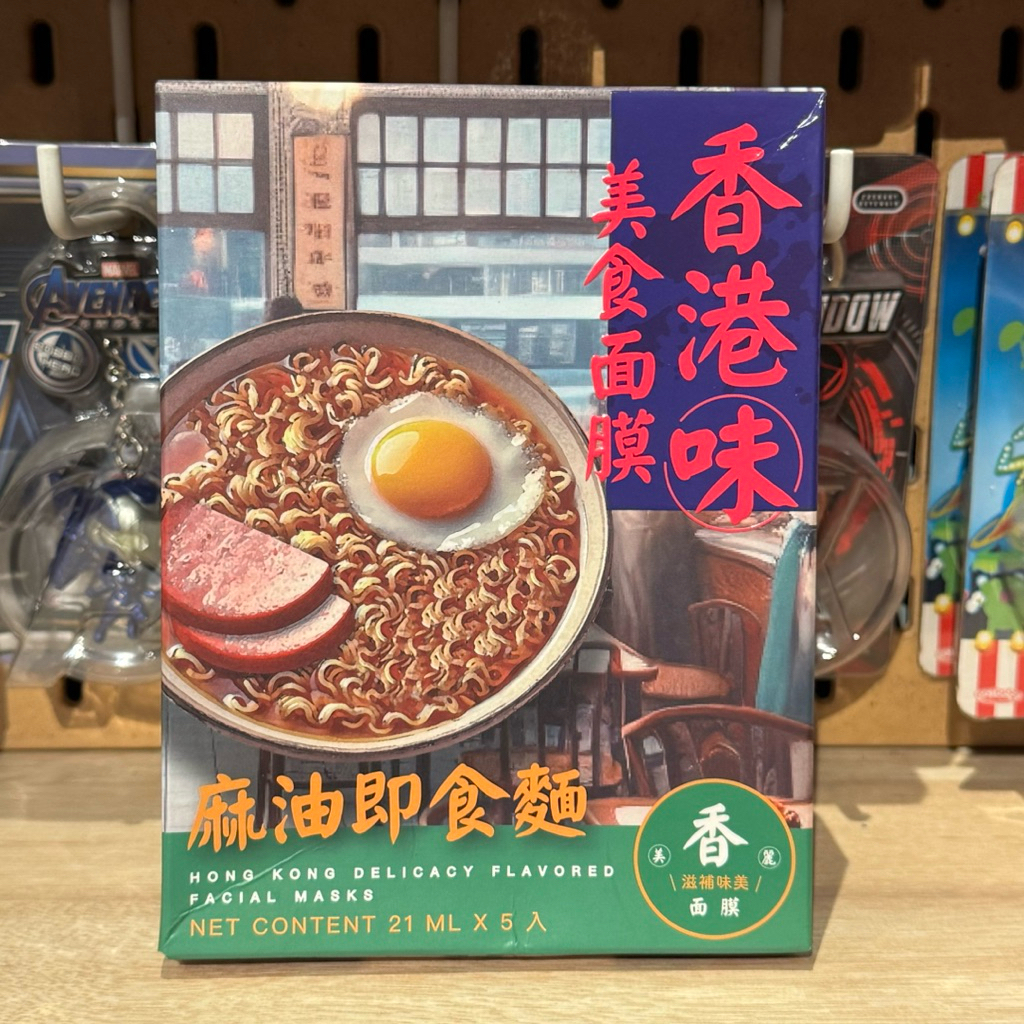 香港味
美食面膜
麻油即食麵
HONG KONG DELICACY FLAVORED
FACIAL MASKS
NET CONTENT 21 ML X 5 入
香
美 麗
\ 滋補味美 /
面膜
MARVEL
AVENGERS